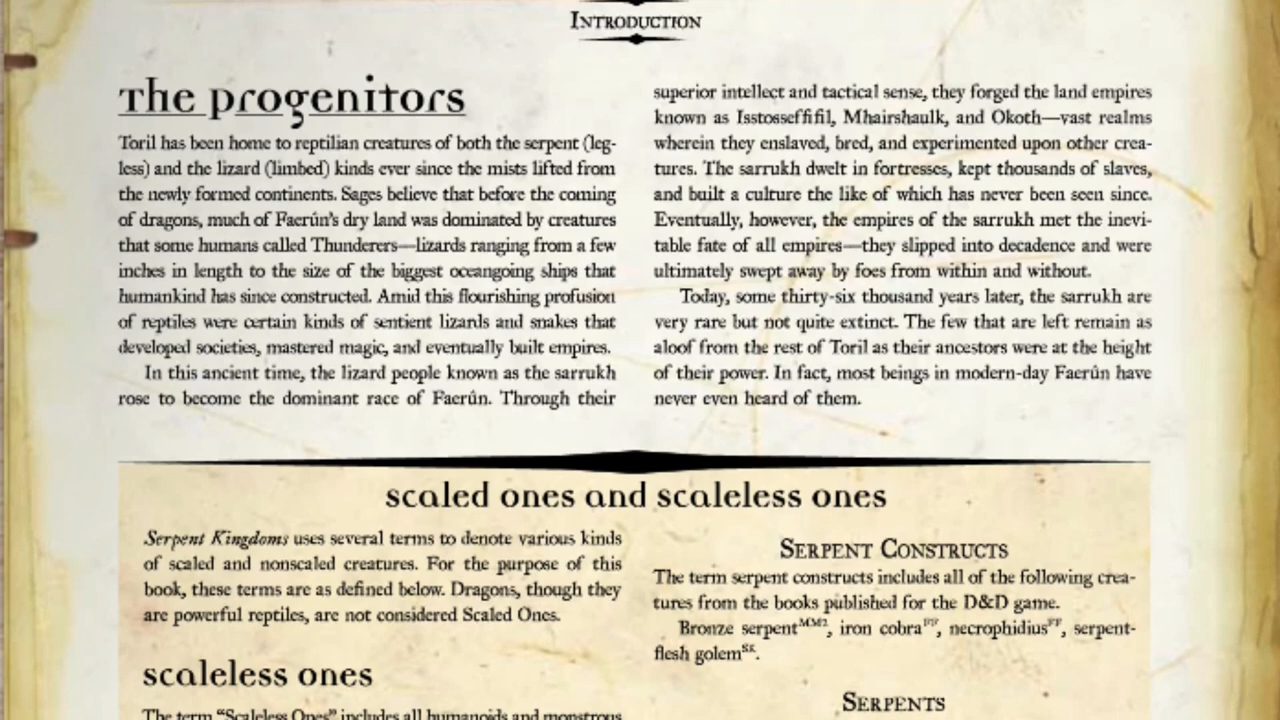 Introduction
The progenitors
Toril has been home to reptilian creatures of both the serpent (leg-
less) and the lizard (limbed) kinds ever since the mists lifted from
the newly formed continents. Sages believe that before the coming
of dragons, much of Faerûn's dry land was dominated by creatures
that some humans called Thunderers—lizards ranging from a few
inches in length to the size of the biggest oceangoing ships that
humankind has since constructed. Amid this flourishing profusion
of reptiles were certain kinds of sentient lizards and snakes that
developed societies, mastered magic, and eventually built empires.
In this ancient time, the lizard people known as the sarrukh
rose to become the dominant race of Faerûn. Through their
superior intellect and tactical sense, they forged the land empires
known as Isstosseffifil, Mhairshaulk, and Okoth—vast realms
wherein they enslaved, bred, and experimented upon other crea-
tures. The sarrukh dwelt in fortresses, kept thousands of slaves,
and built a culture the like of which has never been seen since.
Eventually, however, the empires of the sarrukh met the inevi-
table fate of all empires—they slipped into decadence and were
ultimately swept away by foes from within and without.
Today, some thirty-six thousand years later, the sarrukh are
very rare but not quite extinct. The few that are left remain as
aloof from the rest of Toril as their ancestors were at the height
of their power. In fact, most beings in modern-day Faerûn have
never even heard of them.
scaled ones and scaleless ones
Serpent Kingdoms uses several terms to denote various kinds
of scaled and nonscaled creatures. For the purpose of this
book, these terms are as defined below. Dragons, though they
are powerful reptiles, are not considered Scaled Ones.
scaleless ones
The term "Scaleless Ones" includes all humanoids and monstrous
Serpent Constructs
The term serpent constructs includes all of the following crea-
tures from the books published for the D&D game.
Bronze serpent^MM2, iron cobra^FF, necrophidius^FF, serpent-
flesh golem^SK.
Serpents